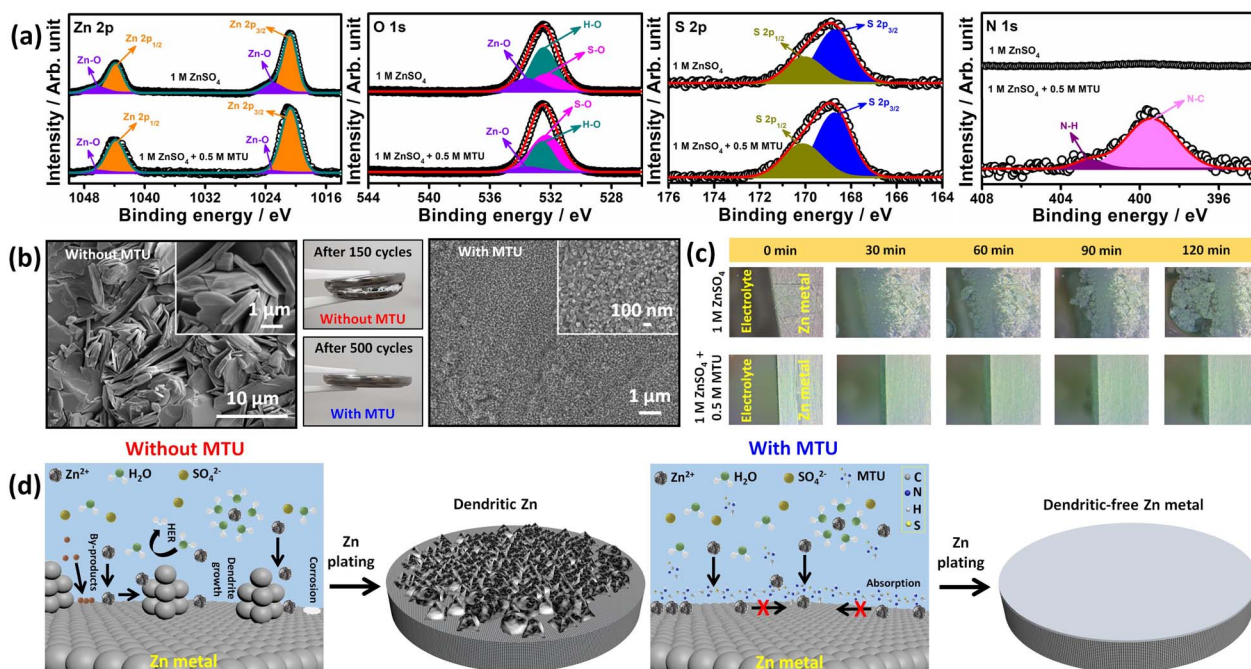 (a)
Zn 2p
Zn 2p3/2
Zn-O
Zn 2p1/2
Zn-O
1 M ZnSO4
Zn 2p3/2
Zn-O
Zn 2p1/2
Zn-O
1 M ZnSO4 + 0.5 M MTU
Intensity / Arb. unit
1048 1040 1032 1024 1016
Binding energy / eV
O 1s
H-O
Zn-O
S-O
1 M ZnSO4
S-O
Zn-O
H-O
1 M ZnSO4 + 0.5 M MTU
Intensity / Arb. unit
544 540 536 532 528
Binding energy / eV
S 2p
S 2p3/2
S 2p1/2
1 M ZnSO4
S 2p3/2
S 2p1/2
1 M ZnSO4 + 0.5 M MTU
Intensity / Arb. unit
176 174 172 170 168 166 164
Binding energy / eV
N 1s
1 M ZnSO4
1 M ZnSO4 + 0.5 M MTU
N-C
N-H
Intensity / Arb. unit
408 404 400 396
Binding energy / eV
(b)
Without MTU
1 μm
10 μm
After 150 cycles
Without MTU
After 500 cycles
With MTU
With MTU
100 nm
1 μm
(c)
0 min 30 min 60 min 90 min 120 min
1 M ZnSO4
Electrolyte
Zn metal
1 M ZnSO4 +
0.5 M MTU
Electrolyte
Zn metal
(d)
Without MTU
Zn2+ H2O SO42-
By-products
HER
Dendrite
growth
Corrosion
Zn metal
Zn
plating
Dendritic Zn
With MTU
Zn2+ H2O SO42- MTU
C
N
H
S
Absorption
Zn metal
Zn
plating
Dendritic-free Zn metal